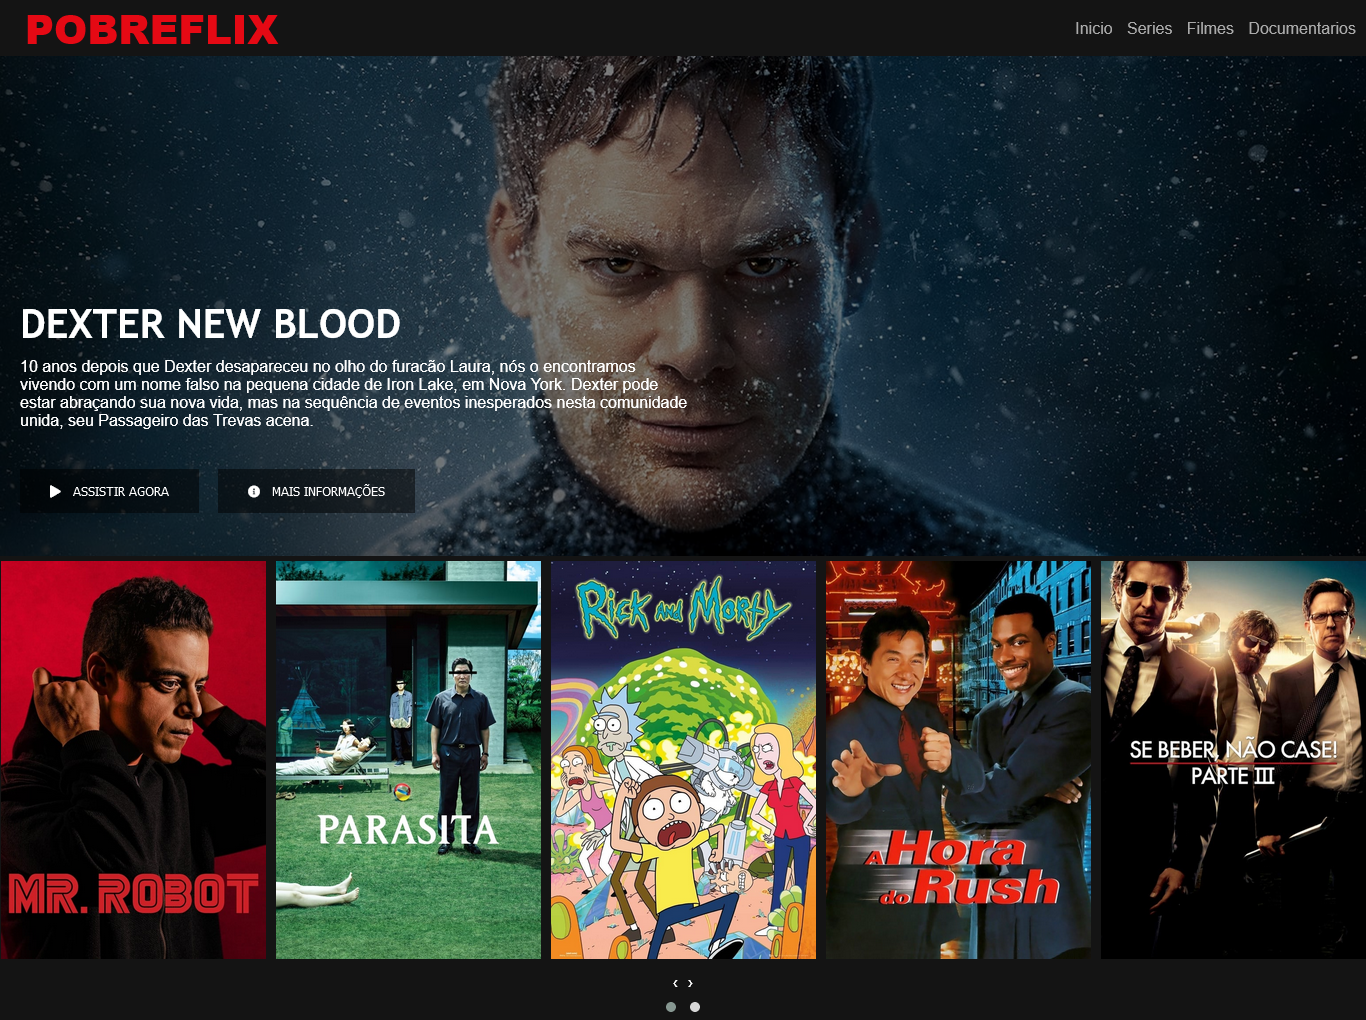 POBREFLIX
Inicio Series Filmes Documentarios
DEXTER NEW BLOOD
10 anos depois que Dexter desapareceu no olho do furacão Laura, nós o encontramos
vivendo com um nome falso na pequena cidade de Iron Lake, em Nova York. Dexter pode
estar abraçando sua nova vida, mas na sequência de eventos inesperados nesta comunidade
unida, seu Passageiro das Trevas acena.
ASSISTIR AGORA
MAIS INFORMAÇÕES
MR. ROBOT
PARASITA
Rick and Morty
A Hora
do Rush
SE BEBER, NÃO CASE!
PARTE III
‹ ›